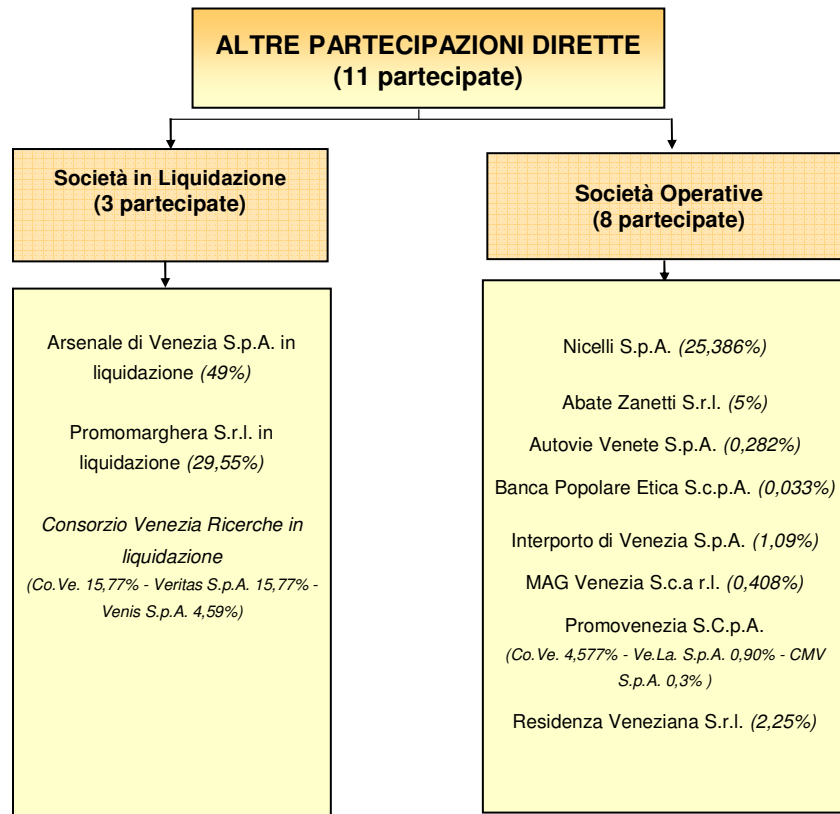 ALTRE PARTECIPAZIONI DIRETTE
(11 partecipate)
Società in Liquidazione
(3 partecipate)
Arsenale di Venezia S.p.A. in
liquidazione (49%)
Promomarghera S.r.l. in
liquidazione (29,55%)
Consorzio Venezia Ricerche in
liquidazione
(Co.Ve. 15,77% - Veritas S.p.A. 15,77% -
Venis S.p.A. 4,59%)
Società Operative
(8 partecipate)
Nicelli S.p.A. (25,386%)
Abate Zanetti S.r.l. (5%)
Autovie Venete S.p.A. (0,282%)
Banca Popolare Etica S.c.p.A. (0,033%)
Interporto di Venezia S.p.A. (1,09%)
MAG Venezia S.c.a r.l. (0,408%)
Promovenezia S.C.p.A.
(Co.Ve. 4,577% - Ve.La. S.p.A. 0,90% - CMV
S.p.A. 0,3% )
Residenza Veneziana S.r.l. (2,25%)